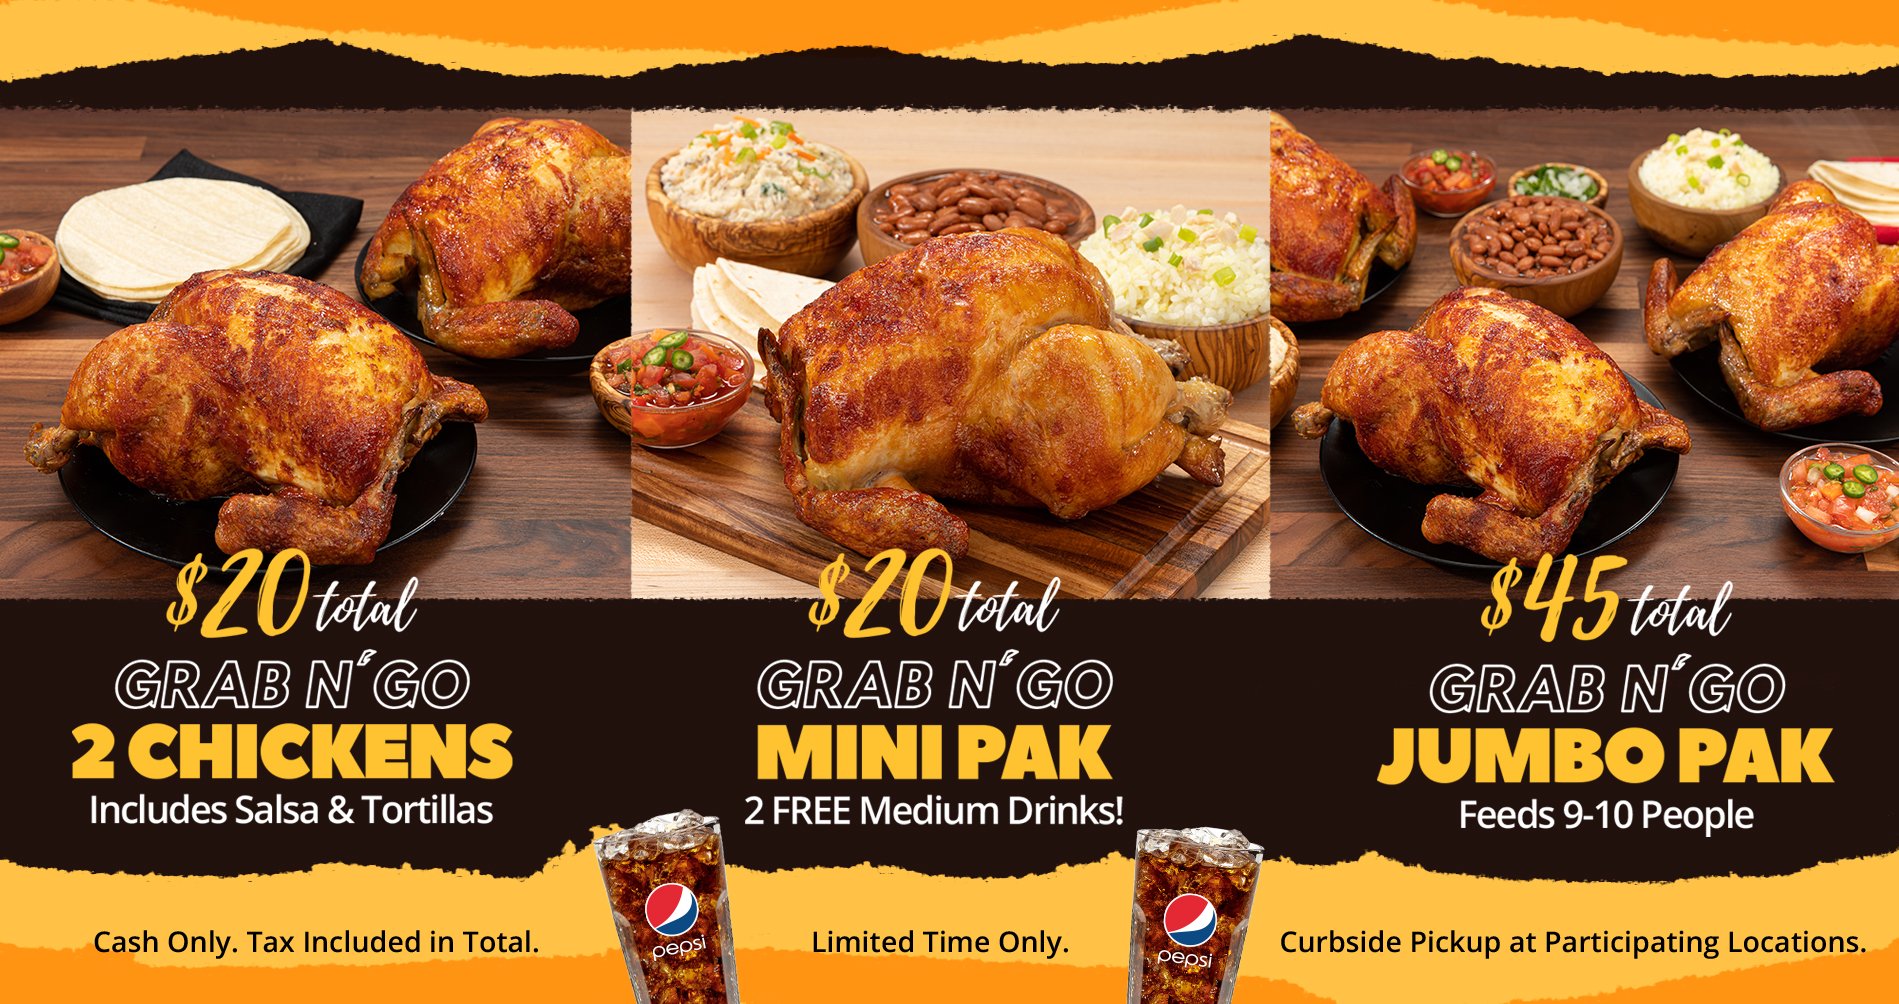 $20 total
GRAB N' GO
2 CHICKENS
Includes Salsa & Tortillas
$20 total
GRAB N' GO
MINI PAK
2 FREE Medium Drinks!
$45 total
GRAB N' GO
JUMBO PAK
Feeds 9-10 People
pepsi
pepsi
Cash Only. Tax Included in Total.
Limited Time Only.
Curbside Pickup at Participating Locations.